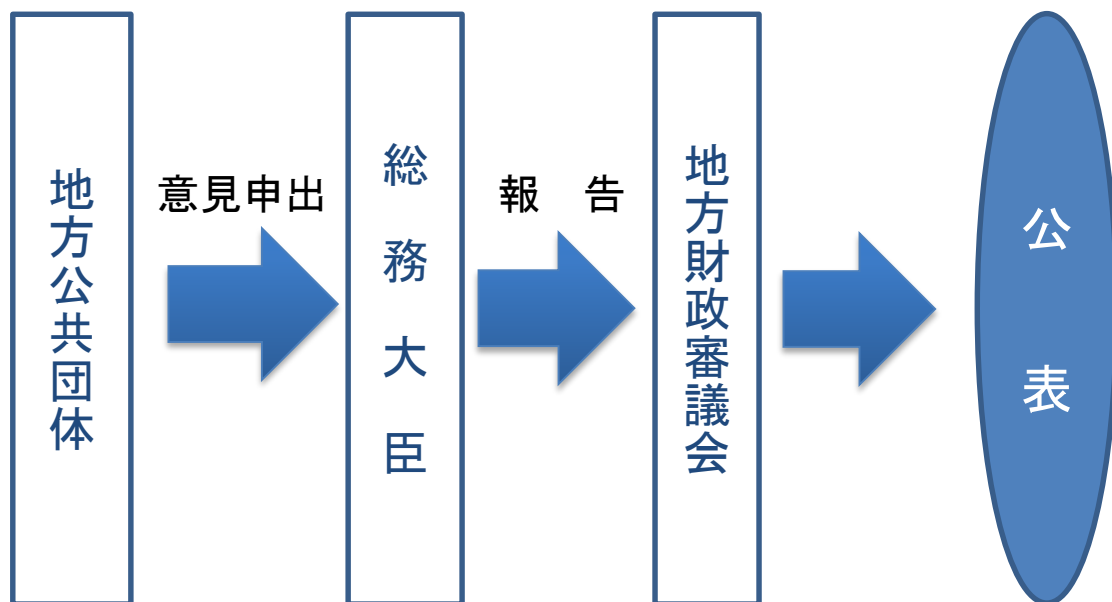 地方公共団体
意見申出
総務大臣
報　告
地方財政審議会
公表